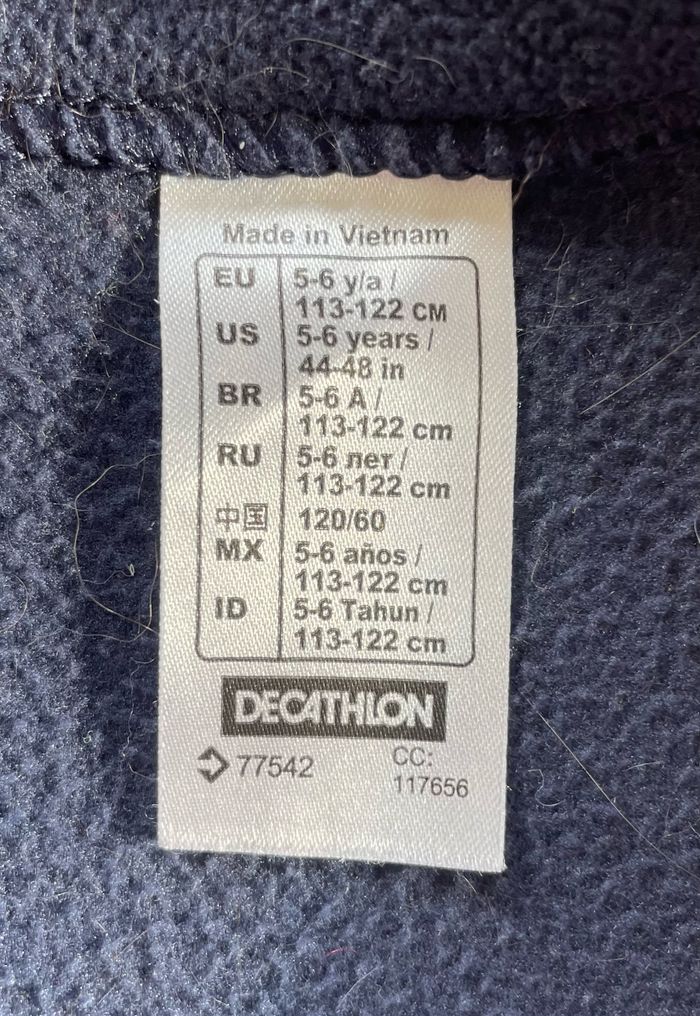 Made in Vietnam
EU 5-6 y/a /
113-122 CM
US 5-6 years /
44-48 in
BR 5-6 A /
113-122 cm
RU 5-6 лет /
113-122 cm
中国 120/60
MX 5-6 años /
113-122 cm
ID 5-6 Tahun /
113-122 cm
DECATHLON
77542 CC:
117656